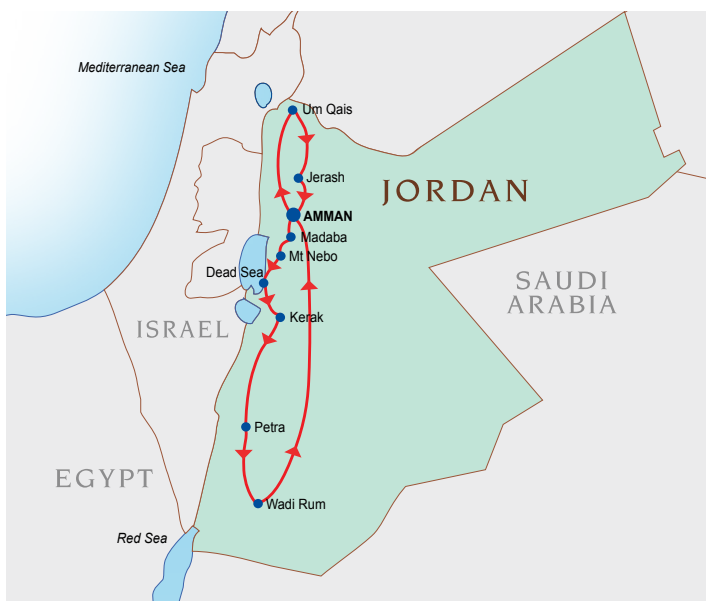 Mediterranean Sea
Um Qais
Jerash
JORDAN
AMMAN
Madaba
Mt Nebo
Dead Sea
SAUDI
ARABIA
Kerak
ISRAEL
Petra
EGYPT
Wadi Rum
Red Sea